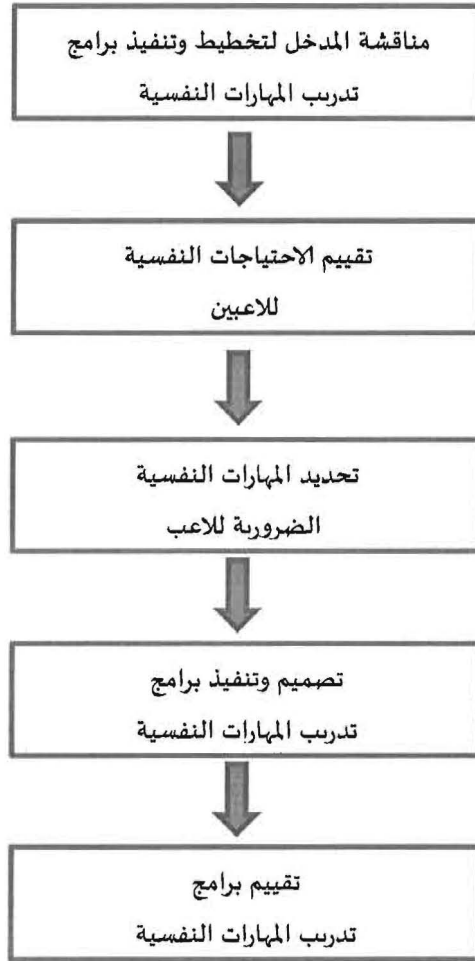 مناقشة المدخل لتخطيط وتنفيذ برامج
تدريب المهارات النفسية
تقييم الاحتياجات النفسية
للاعبين
تحديد المهارات النفسية
الضرورية للاعب
تصميم وتنفيذ برامج
تدريب المهارات النفسية
تقييم برامج
تدريب المهارات النفسية